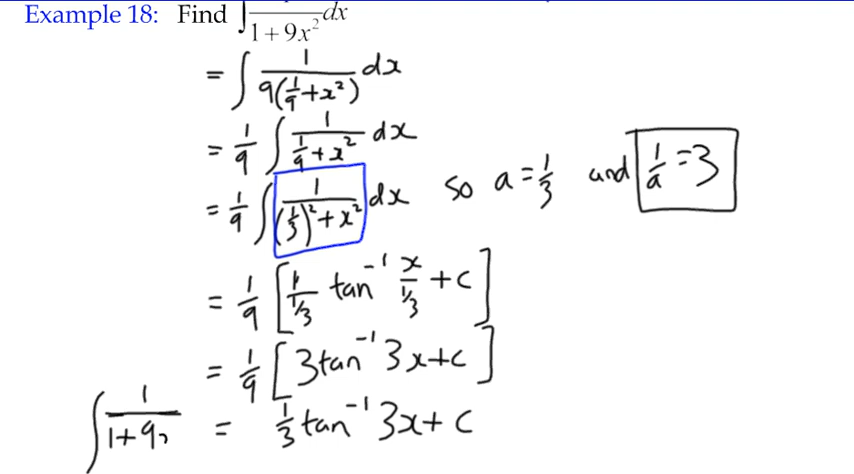 Example 18: Find ∫ ─/(1 + 9x²) dx
= ∫ 1/(9(1/9 + x²)) dx
= 1/9 ∫ 1/(1/9 + x²) dx
= 1/9 ∫ 1/((1/3)² + x²) dx so a = 1/3 and 1/a = 3
= 1/9 [1/(1/3) tan⁻¹ x/(1/3) + c]
= 1/9 [3tan⁻¹ 3x + c]
∫ 1/(1 + 9 = 1/3 tan⁻¹ 3x + c